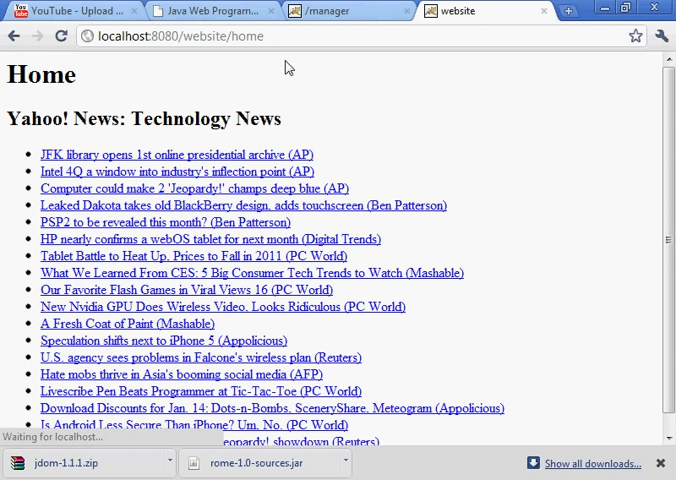 YouTube - Upload ...
Java Web Program...
/manager
website
localhost:8080/website/home
Home
Yahoo! News: Technology News
JFK library opens 1st online presidential archive (AP)
Intel 4Q a window into industry's inflection point (AP)
Computer could make 2 'Jeopardy!' champs deep blue (AP)
Leaked Dakota takes old BlackBerry design, adds touchscreen (Ben Patterson)
PSP2 to be revealed this month? (Ben Patterson)
HP nearly confirms a webOS tablet for next month (Digital Trends)
Tablet Battle to Heat Up, Prices to Fall in 2011 (PC World)
What We Learned From CES: 5 Big Consumer Tech Trends to Watch (Mashable)
Our Favorite Flash Games in Viral Views 16 (PC World)
New Nvidia GPU Does Wireless Video, Looks Ridiculous (PC World)
A Fresh Coat of Paint (Mashable)
Speculation shifts next to iPhone 5 (Appolicious)
U.S. agency sees problems in Falcone's wireless plan (Reuters)
Hate mobs thrive in Asia's booming social media (AFP)
Livescribe Pen Beats Programmer at Tic-Tac-Toe (PC World)
Download Discounts for Jan. 14: Dots-n-Bombs, SceneryShare, Meteogram (Appolicious)
Is Android Less Secure Than iPhone? Um, No. (PC World)
Waiting for localhost...
eopardy! showdown (Reuters)
jdom-1.1.1.zip
rome-1.0-sources.jar
Show all downloads...